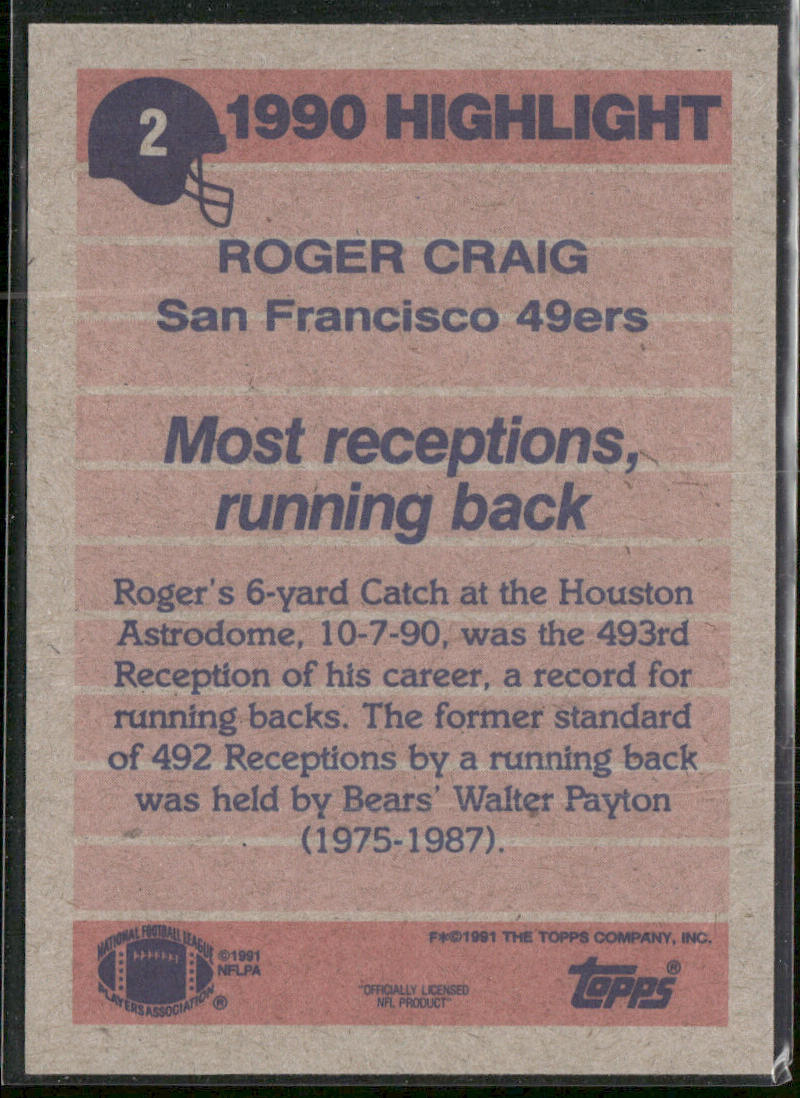 2
1990 HIGHLIGHT
ROGER CRAIG
San Francisco 49ers
Most receptions,
running back
Roger's 6-yard Catch at the Houston
Astrodome, 10-7-90, was the 493rd
Reception of his career, a record for
running backs. The former standard
of 492 Receptions by a running back
was held by Bears' Walter Payton
(1975-1987).
NATIONAL FOOTBALL LEAGUE
PLAYERS ASSOCIATION ®
©1991
NFLPA
"OFFICIALLY LICENSED
NFL PRODUCT"
F*©1991 THE TOPPS COMPANY, INC.
topps®